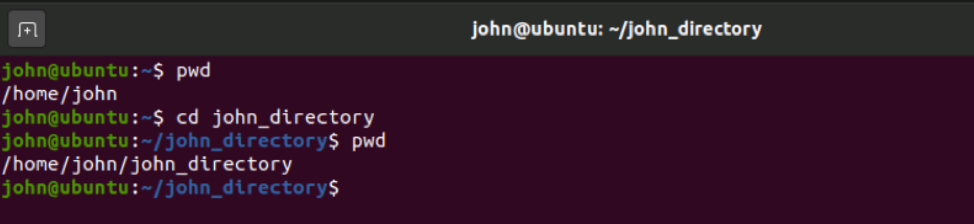 john@ubuntu: ~/john_directory
john@ubuntu:~$ pwd
/home/john
john@ubuntu:~$ cd john_directory
john@ubuntu:~/john_directory$ pwd
/home/john/john_directory
john@ubuntu:~/john_directory$